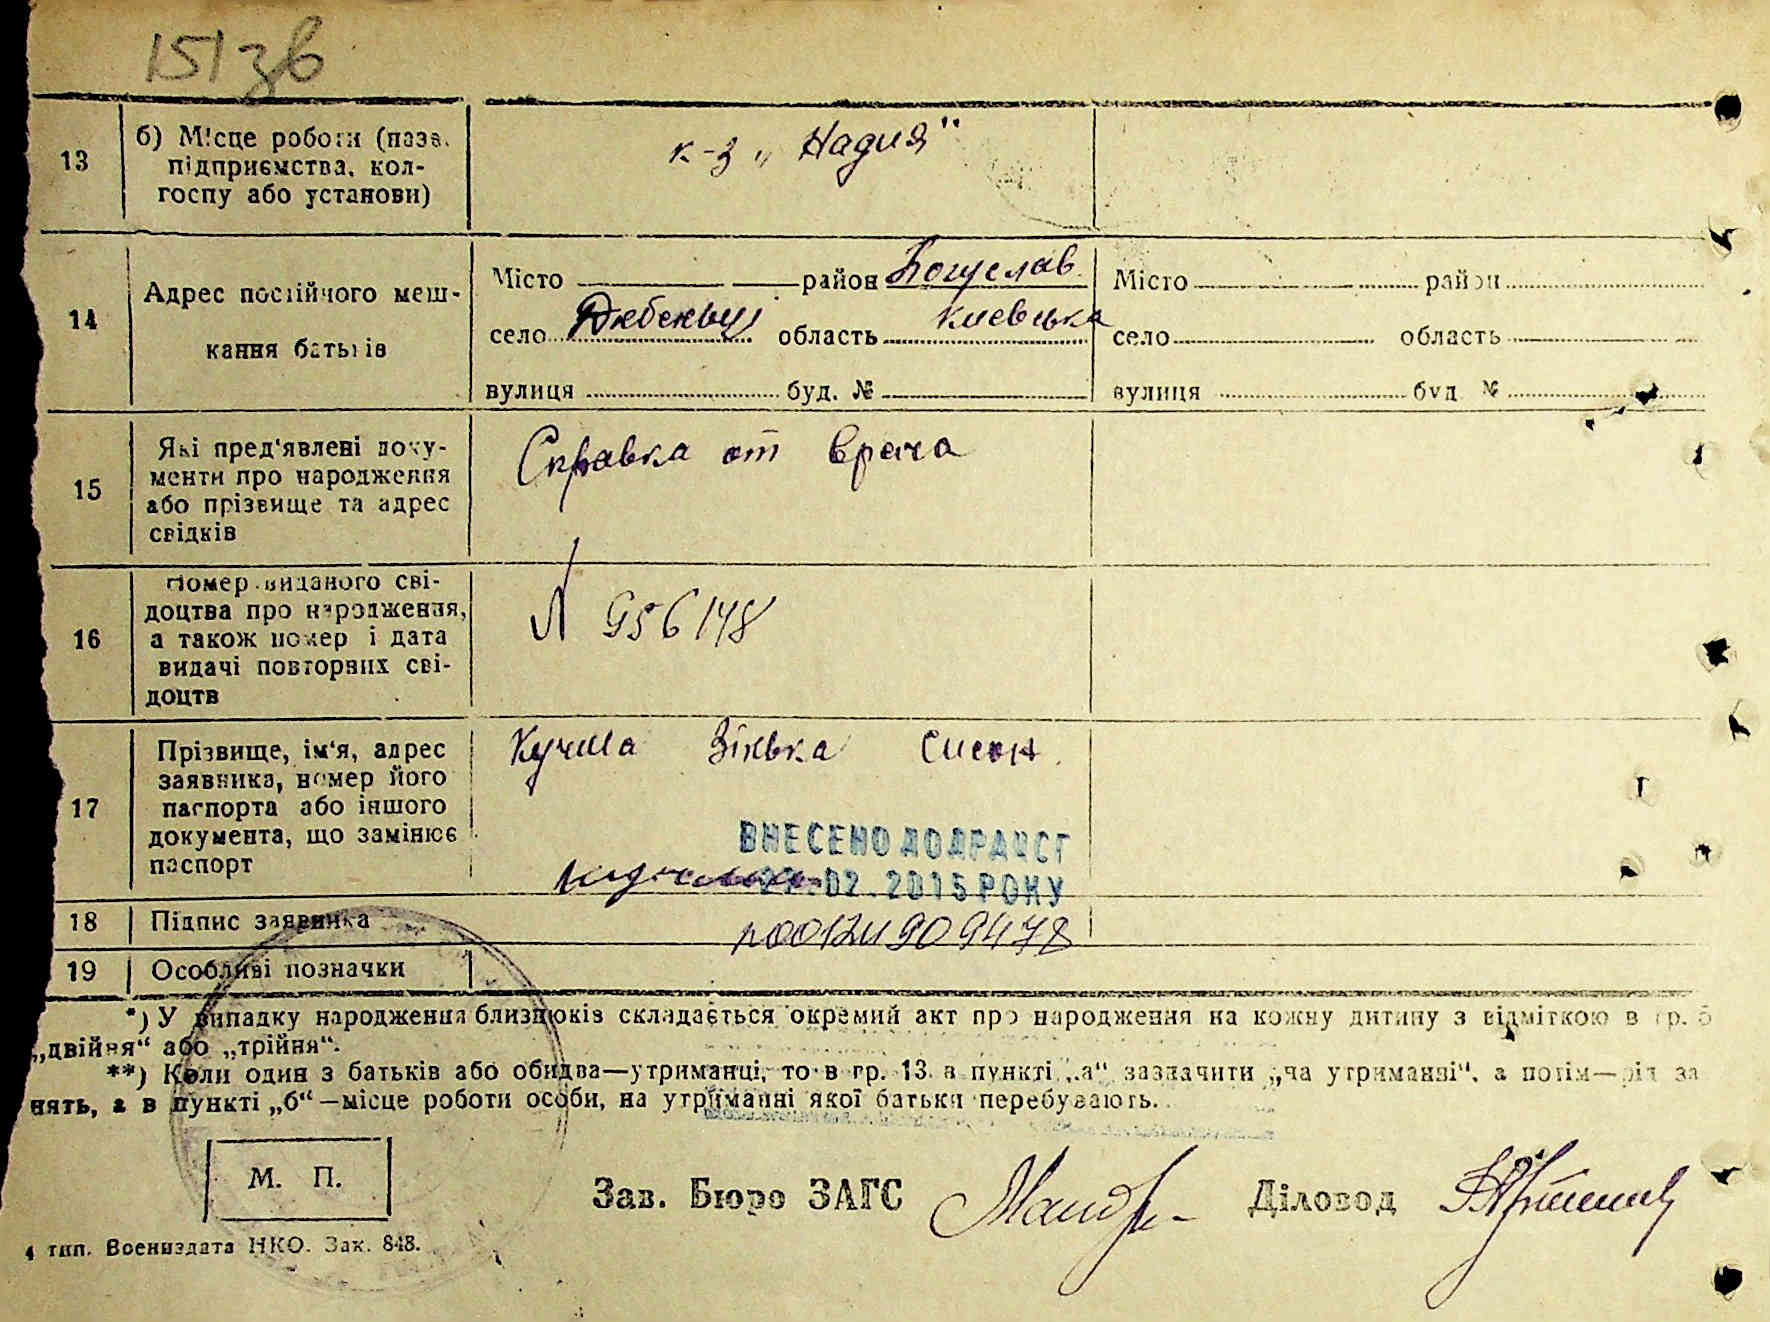 151 зв
13
б) Місце роботи (назв. підприємства, колгоспу або установи)
к-з „Надия"
14
Адрес постійного мешкання батьків
Місто район Богуслав
село область Киевська
вулиця буд. №
Місто район
село область
вулиця буд №
15
Які пред'явлені документи про народження або прізвище та адрес свідків
Справка от врача
16
Номер виданого свідоцтва про народження, а також номер і дата видачі повторних свідоцтв
N 956148
17
Прізвище, ім'я, адрес заявника, номер його паспорта або іншого документа, що замінює паспорт
Кучма Зінька
ВНЕСЕНО ДО ДРАЦСГ
.02.2015 РОКУ
18
Підпис заявника
00121909478
19
Особливі позначки
*) У випадку народження близнюків складається окремий акт про народження на кожну дитину з відміткою в гр. 5
„двійня" або „трійня".
**) Коли один з батьків або обидва—утриманці, то в гр. 13 в пункті „а" зазначити „на утриманні", а потім—рід за
нять, а в пункті „б"—місце роботи особи, на утриманні якої батьки перебувають.
М. П.
Зав. Бюро ЗАГС
Діловод
4 тип. Воениздата НКО. Зак. 848.